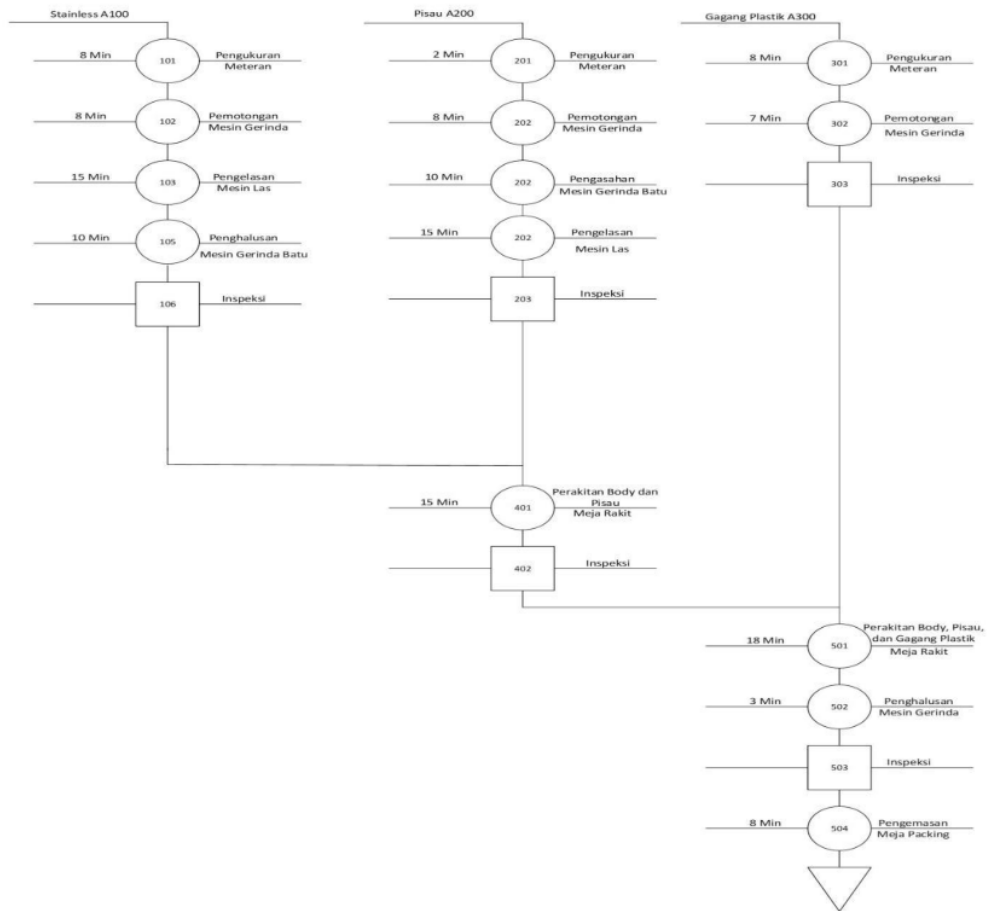 Stainless A100
8 Min
101
Pengukuran
Meteran
8 Min
102
Pemotongan
Mesin Gerinda
15 Min
103
Pengelasan
Mesin Las
10 Min
105
Penghalusan
Mesin Gerinda Batu
106
Inspeksi
Pisau A200
2 Min
201
Pengukuran
Meteran
8 Min
202
Pemotongan
Mesin Gerinda
10 Min
202
Pengasahan
Mesin Gerinda Batu
15 Min
202
Pengelasan
Mesin Las
203
Inspeksi
Gagang Plastik A300
8 Min
301
Pengukuran
Meteran
7 Min
302
Pemotongan
Mesin Gerinda
303
Inspeksi
15 Min
401
Perakitan Body dan
Pisau
Meja Rakit
402
Inspeksi
18 Min
501
Perakitan Body, Pisau,
dan Gagang Plastik
Meja Rakit
3 Min
502
Penghalusan
Mesin Gerinda
503
Inspeksi
8 Min
504
Pengemasan
Meja Packing